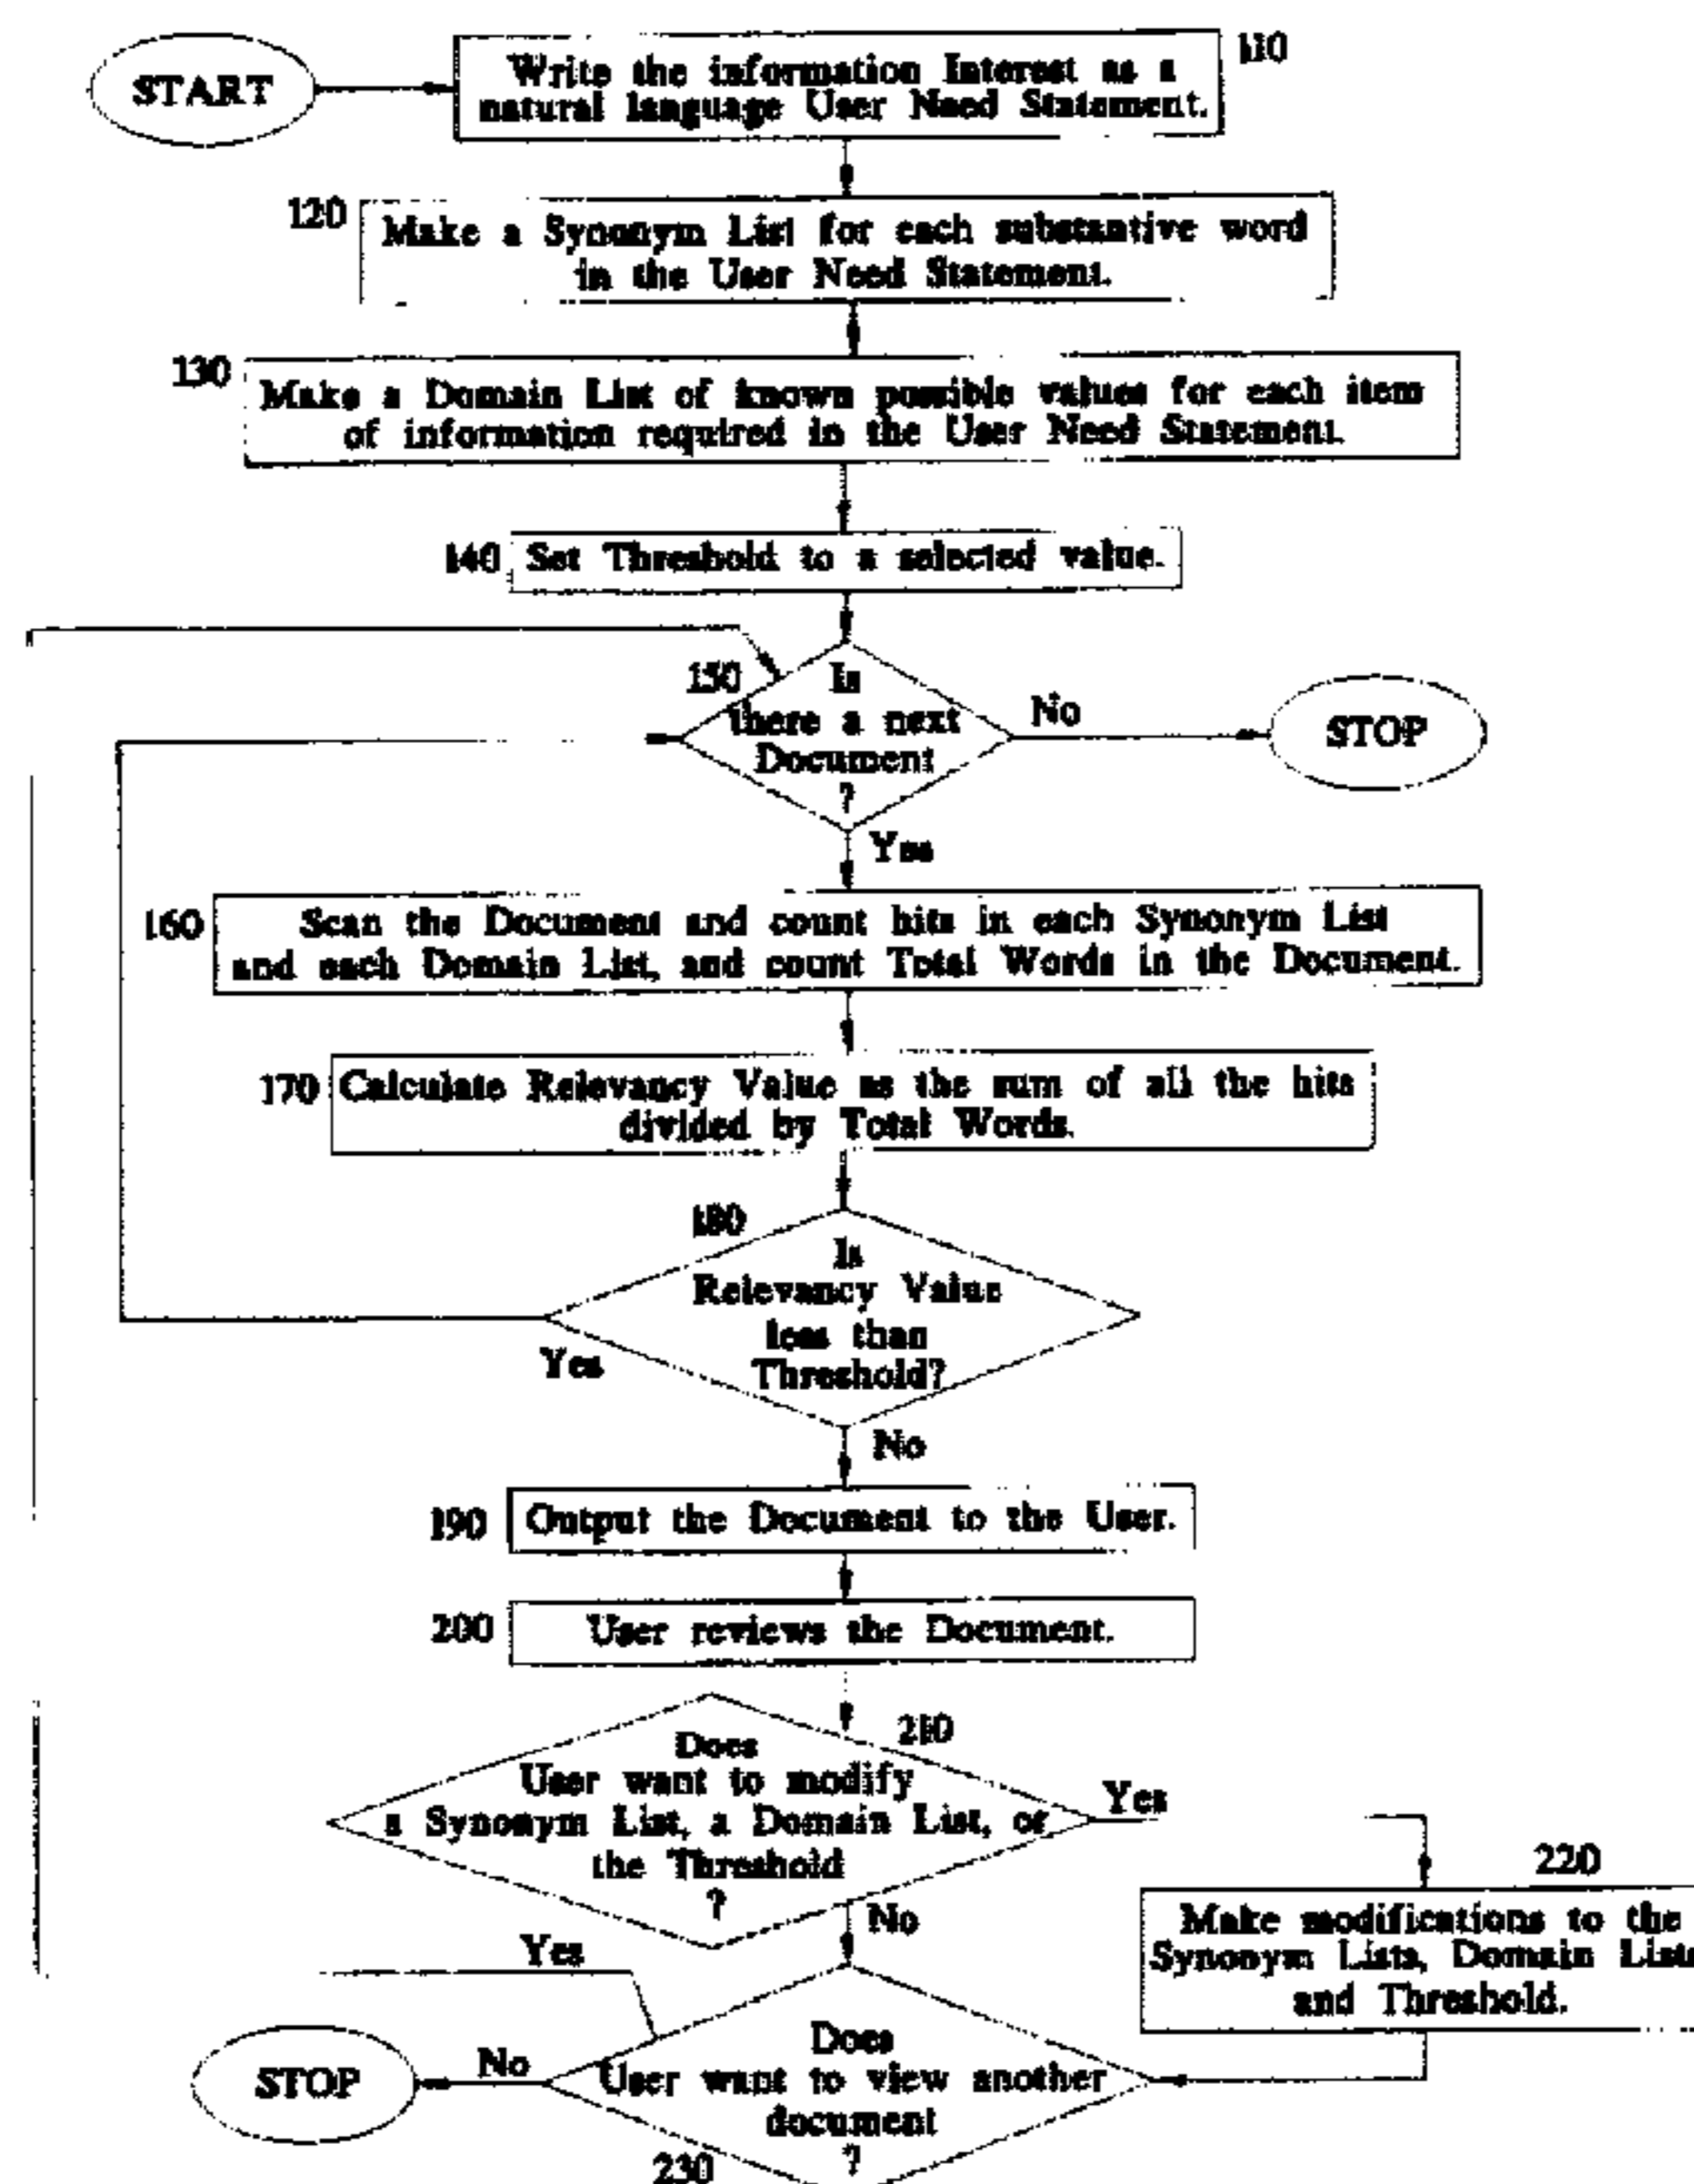 START
110
Write the information Interest as a
natural language User Need Statement.
120
Make a Synonym List for each substantive word
in the User Need Statement.
130
Make a Domain List of known possible values for each item
of information required in the User Need Statement.
140
Set Threshold to a selected value.
150
Is
there a next
Document
?
No
STOP
Yes
160
Scan the Document and count hits in each Synonym List
and each Domain List, and count Total Words in the Document.
170
Calculate Relevancy Value as the sum of all the hits
divided by Total Words.
180
Is
Relevancy Value
less than
Threshold?
Yes
No
190
Output the Document to the User.
200
User reviews the Document.
210
Does
User want to modify
a Synonym List, a Domain List, or
the Threshold
?
Yes
No
220
Make modifications to the
Synonym Lists, Domain Lists
and Threshold.
Yes
Does
User want to view another
document
?
No
STOP
230